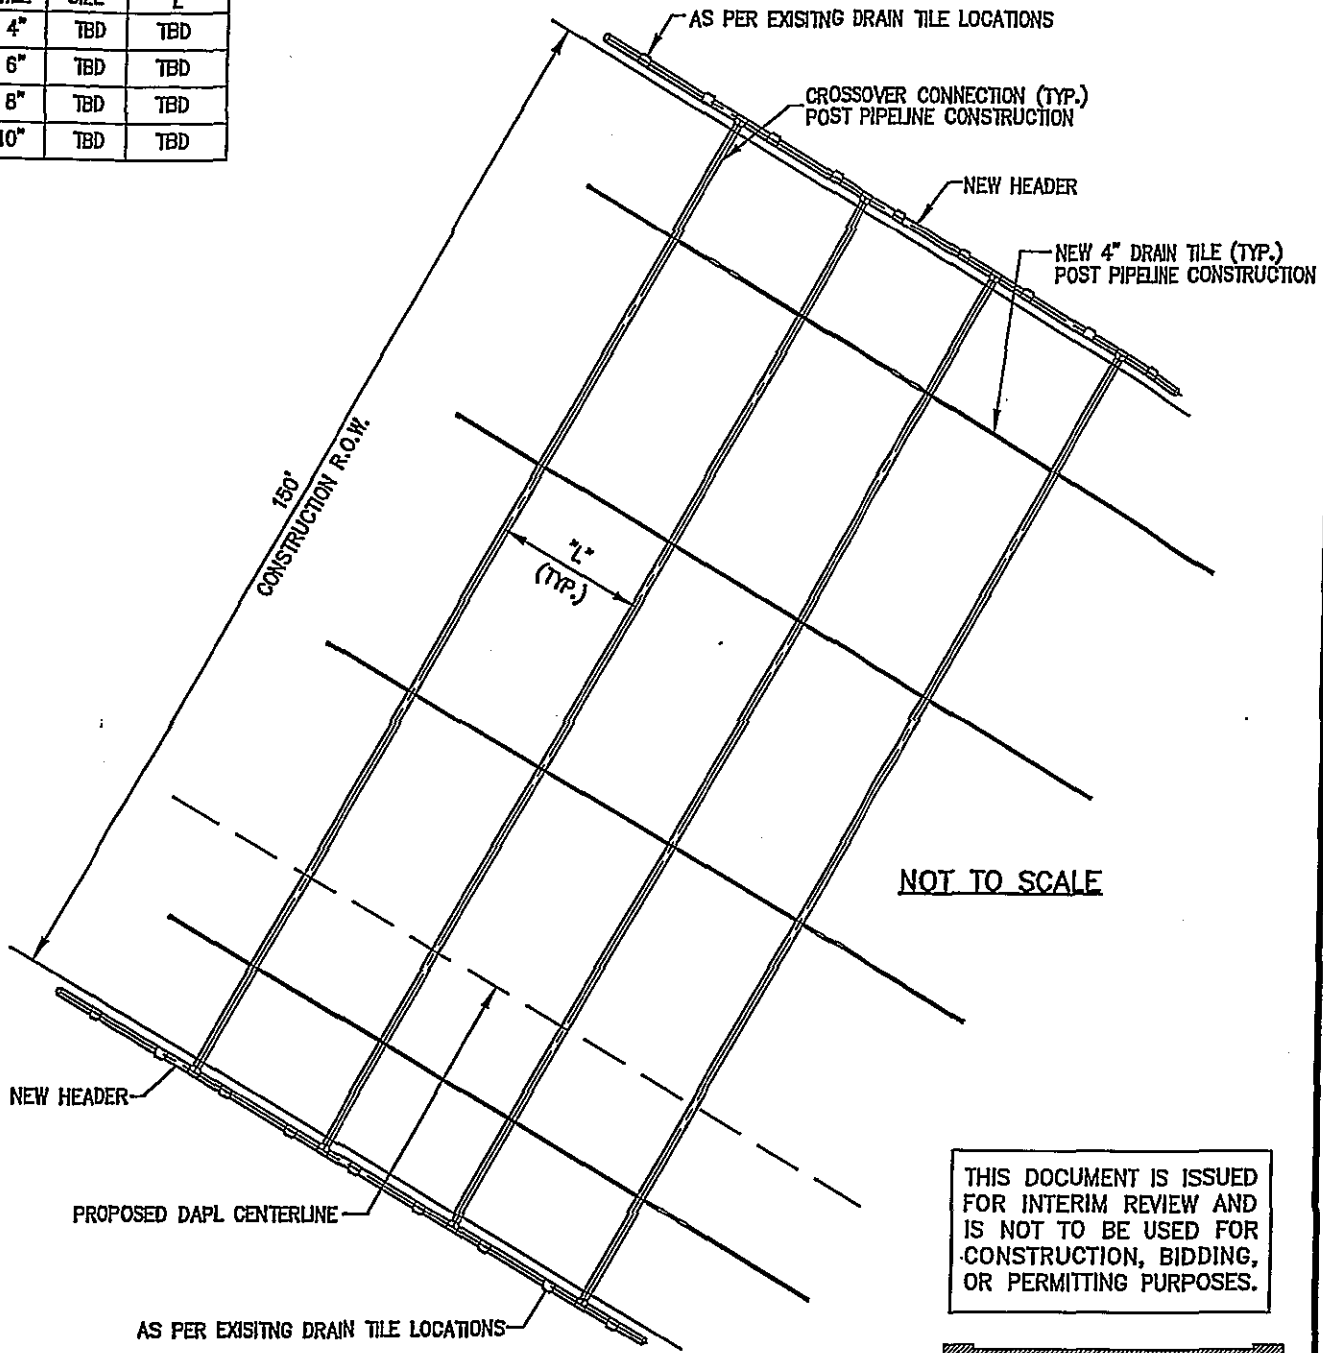 SIZE "L"
4" TBD TBD
6" TBD TBD
8" TBD TBD
10" TBD TBD
AS PER EXISITNG DRAIN TILE LOCATIONS
CROSSOVER CONNECTION (TYP.)
POST PIPELINE CONSTRUCTION
NEW HEADER
NEW 4" DRAIN TILE (TYP.)
POST PIPELINE CONSTRUCTION
150'
CONSTRUCTION R.O.W.
"L"
(TYP.)
NOT TO SCALE
NEW HEADER
PROPOSED DAPL CENTERLINE
AS PER EXISITNG DRAIN TILE LOCATIONS
THIS DOCUMENT IS ISSUED
FOR INTERIM REVIEW AND
IS NOT TO BE USED FOR
CONSTRUCTION, BIDDING,
OR PERMITTING PURPOSES.